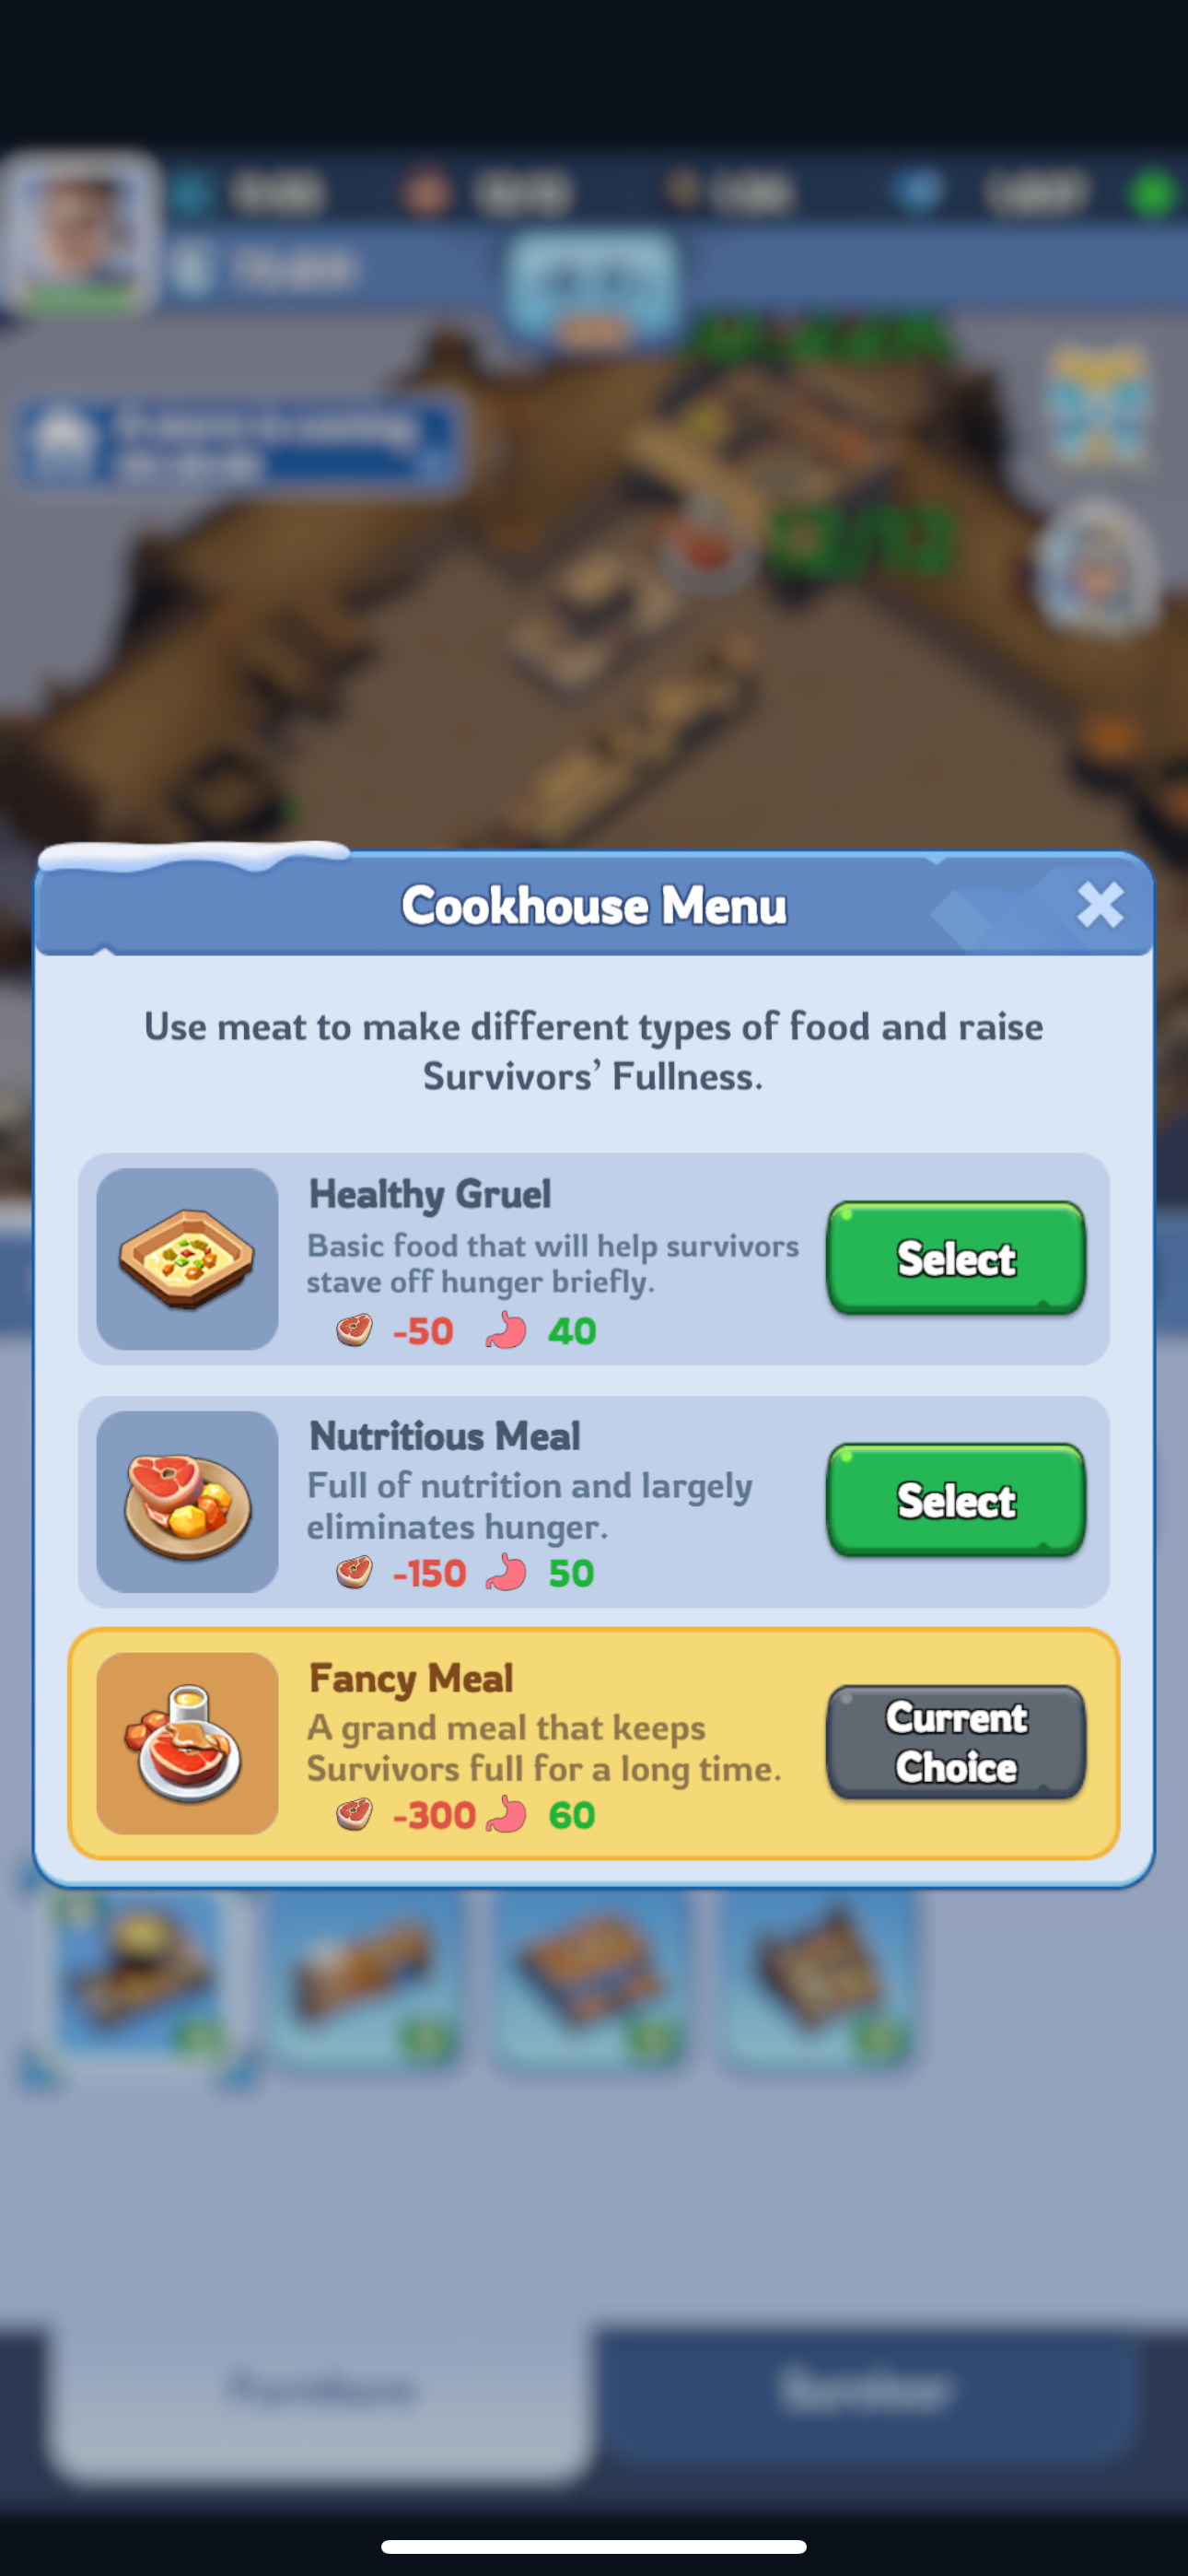 Cookhouse Menu
Use meat to make different types of food and raise
Survivors’ Fullness.
Healthy Gruel
Basic food that will help survivors
stave off hunger briefly.
-50 40
Select
Nutritious Meal
Full of nutrition and largely
eliminates hunger.
-150 50
Select
Fancy Meal
A grand meal that keeps
Survivors full for a long time.
-300 60
Current
Choice